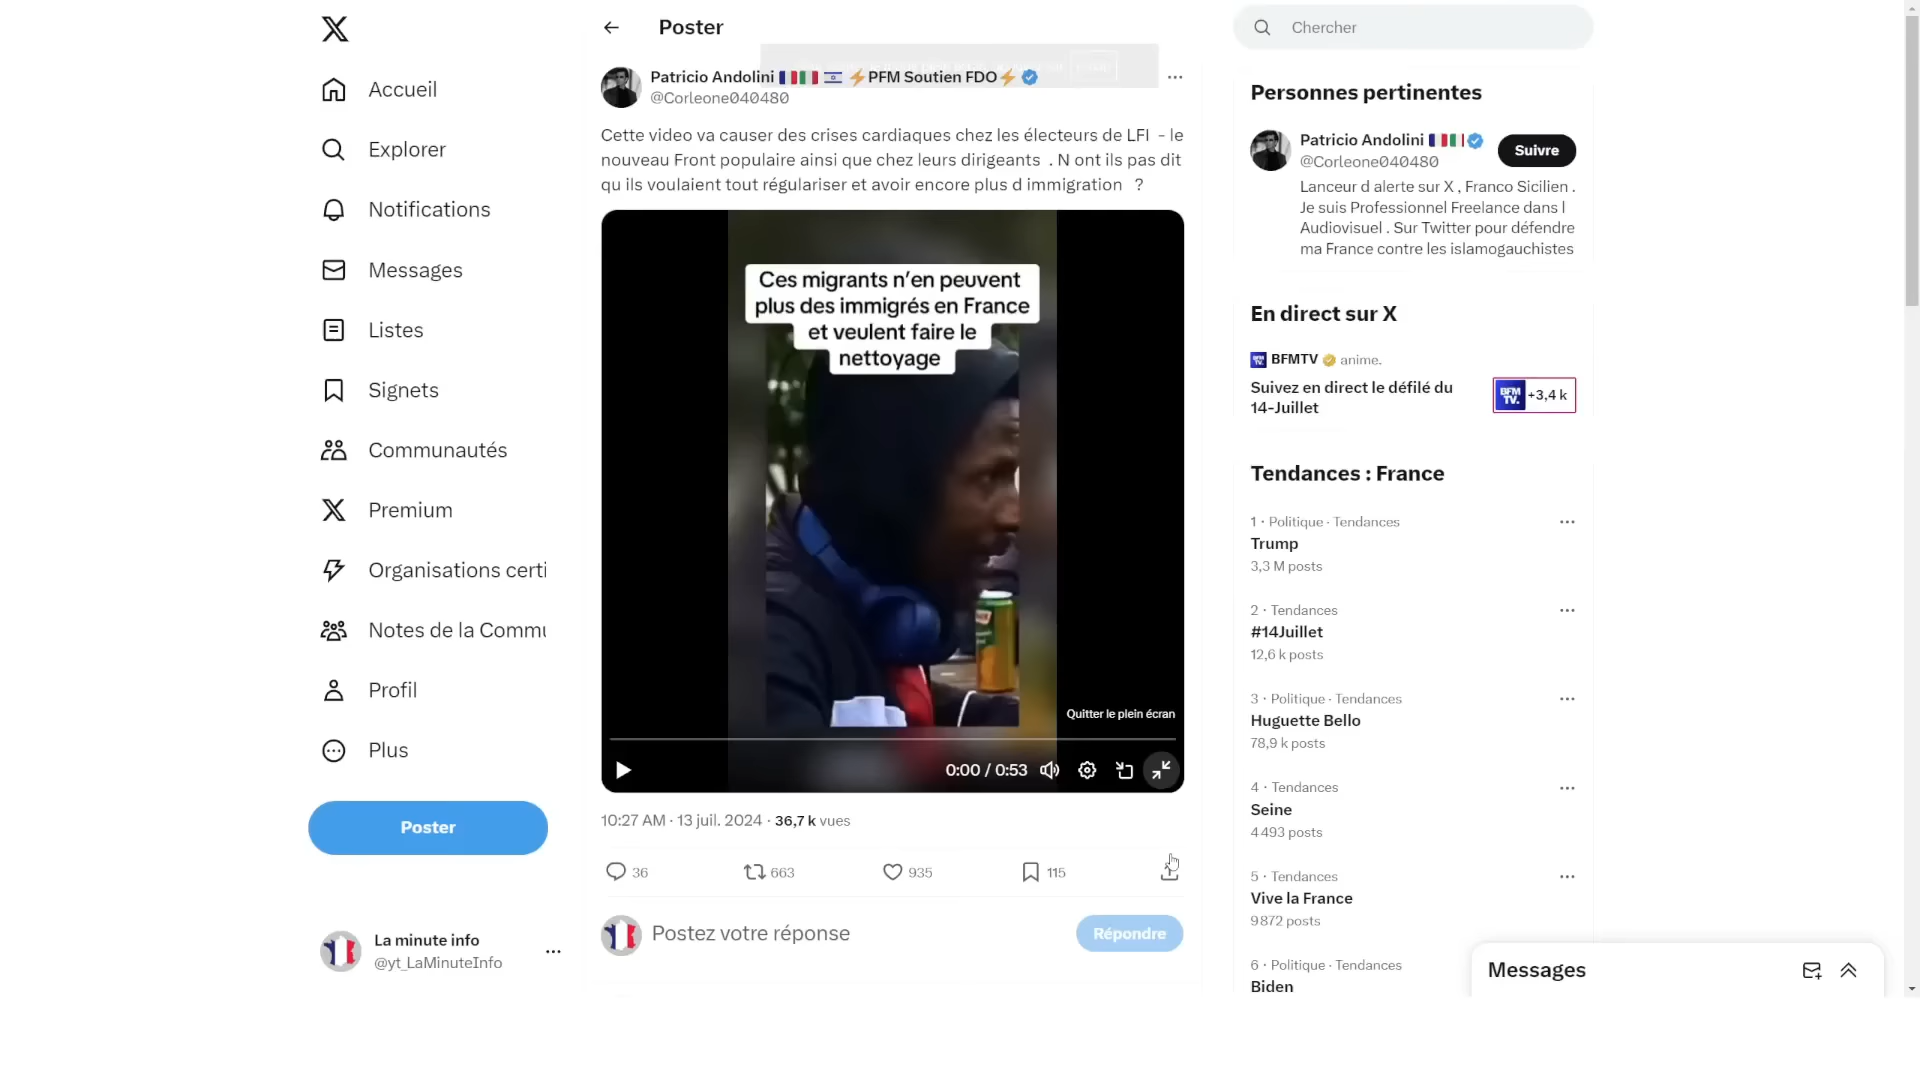 Accueil
Explorer
Notifications
Messages
Listes
Signets
Communautés
Premium
Organisations certi
Notes de la Commu
Profil
Plus
Poster
La minute info
@yt_LaMinuteInfo
Poster
Patricio Andolini 🇫🇷🇮🇹 🇮🇱 ⚡PFM Soutien FDO⚡
@Corleone040480
Cette video va causer des crises cardiaques chez les électeurs de LFI - le
nouveau Front populaire ainsi que chez leurs dirigeants . N ont ils pas dit
qu ils voulaient tout régulariser et avoir encore plus d immigration ?
Ces migrants n'en peuvent
plus des immigrés en France
et veulent faire le
nettoyage
Quitter le plein écran
0:00 / 0:53
10:27 AM · 13 juil. 2024 · 36,7 k vues
36 663 935 115
Postez votre réponse
Répondre
Chercher
Personnes pertinentes
Patricio Andolini 🇫🇷🇮🇹
@Corleone040480
Suivre
Lanceur d alerte sur X , Franco Sicilien .
Je suis Professionnel Freelance dans l
Audiovisuel . Sur Twitter pour défendre
ma France contre les islamogauchistes
En direct sur X
BFMTV anime.
Suivez en direct le défilé du
14-Juillet
BFM
TV.
+3,4 k
Tendances : France
1 · Politique · Tendances
Trump
3,3 M posts
2 · Tendances
#14Juillet
12,6 k posts
3 · Politique · Tendances
Huguette Bello
78,9 k posts
4 · Tendances
Seine
4 493 posts
5 · Tendances
Vive la France
9 872 posts
6 · Politique · Tendances
Biden
Messages